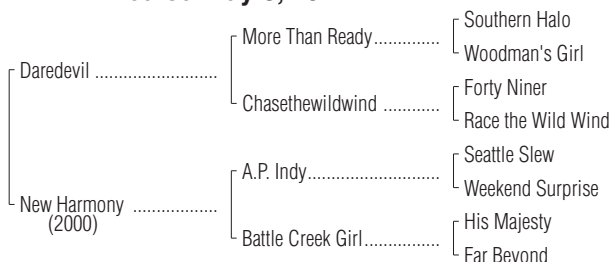 Daredevil
New Harmony
(2000)
More Than Ready
Chasethewildwind
A.P. Indy
Battle Creek Girl
Southern Halo
Woodman's Girl
Forty Niner
Race the Wild Wind
Seattle Slew
Weekend Surprise
His Majesty
Far Beyond